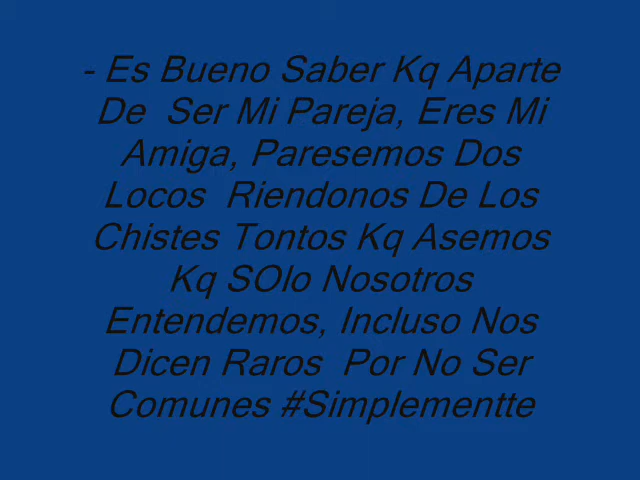 - Es Bueno Saber Kq Aparte
De  Ser Mi Pareja, Eres Mi
Amiga, Paresemos Dos
Locos  Riendonos De Los
Chistes Tontos Kq Asemos
Kq SOlo Nosotros
Entendemos, Incluso Nos
Dicen Raros  Por No Ser
Comunes #Simplementte